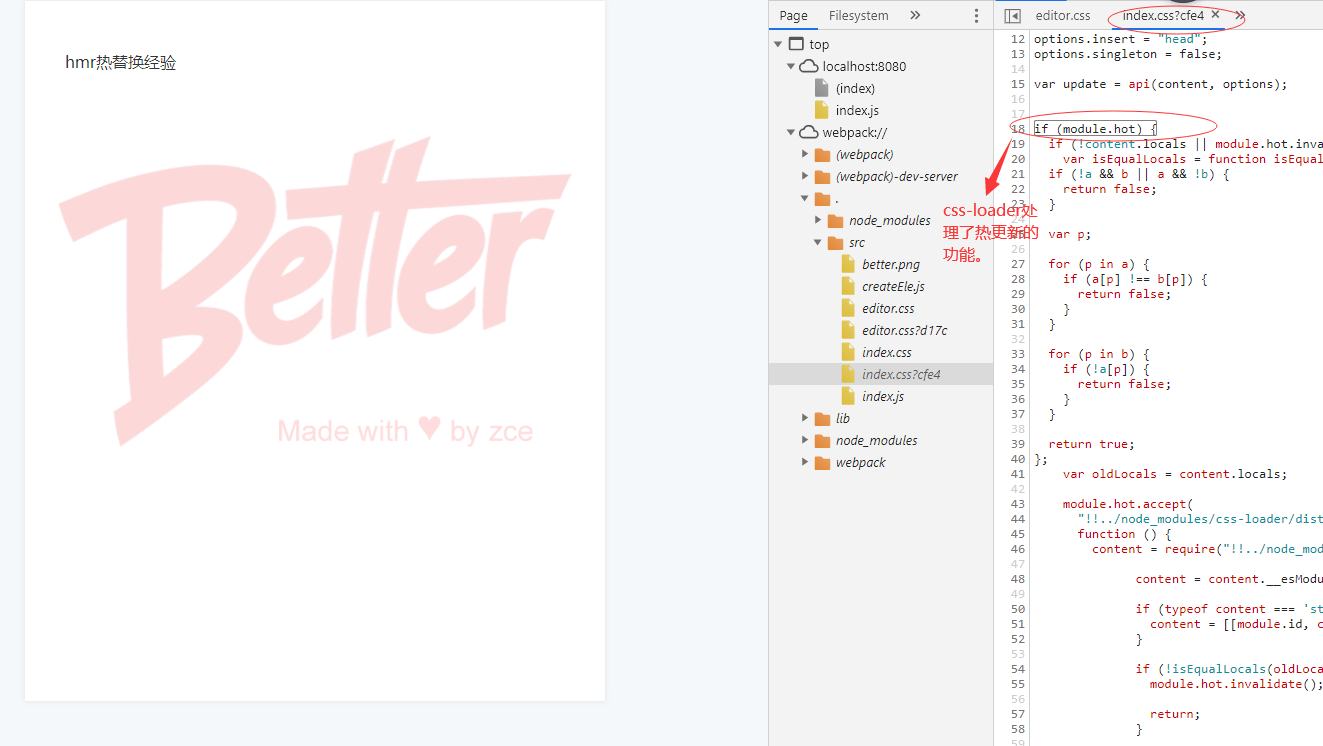 hmr热替换经验
Better
Made with ♥ by zce
Page
Filesystem
»
top
localhost:8080
(index)
index.js
webpack://
(webpack)
(webpack)-dev-server
.
node_modules
src
better.png
createEle.js
editor.css
editor.css?d17c
index.css
index.css?cfe4
index.js
lib
node_modules
webpack
editor.css
index.css?cfe4 ×
»
12 options.insert = "head";
13 options.singleton = false;
14
15 var update = api(content, options);
16
17
18 if (module.hot) {
19 if (!content.locals || module.hot.inva
20 var isEqualLocals = function isEqual
21 if (!a && b || a && !b) {
22 return false;
23 }
24
25 var p;
26
27 for (p in a) {
28 if (a[p] !== b[p]) {
29 return false;
30 }
31 }
32
33 for (p in b) {
34 if (!a[p]) {
35 return false;
36 }
37 }
38
39 return true;
40 };
41 var oldLocals = content.locals;
42
43 module.hot.accept(
44 "!!../node_modules/css-loader/dist
45 function () {
46 content = require("!!../node_mod
47
48 content = content.__esModu
49
50 if (typeof content === 'st
51 content = [[module.id, c
52 }
53
54 if (!isEqualLocals(oldLoca
55 module.hot.invalidate();
56
57 return;
58 }
59
css-loader处
理了热更新的
功能。